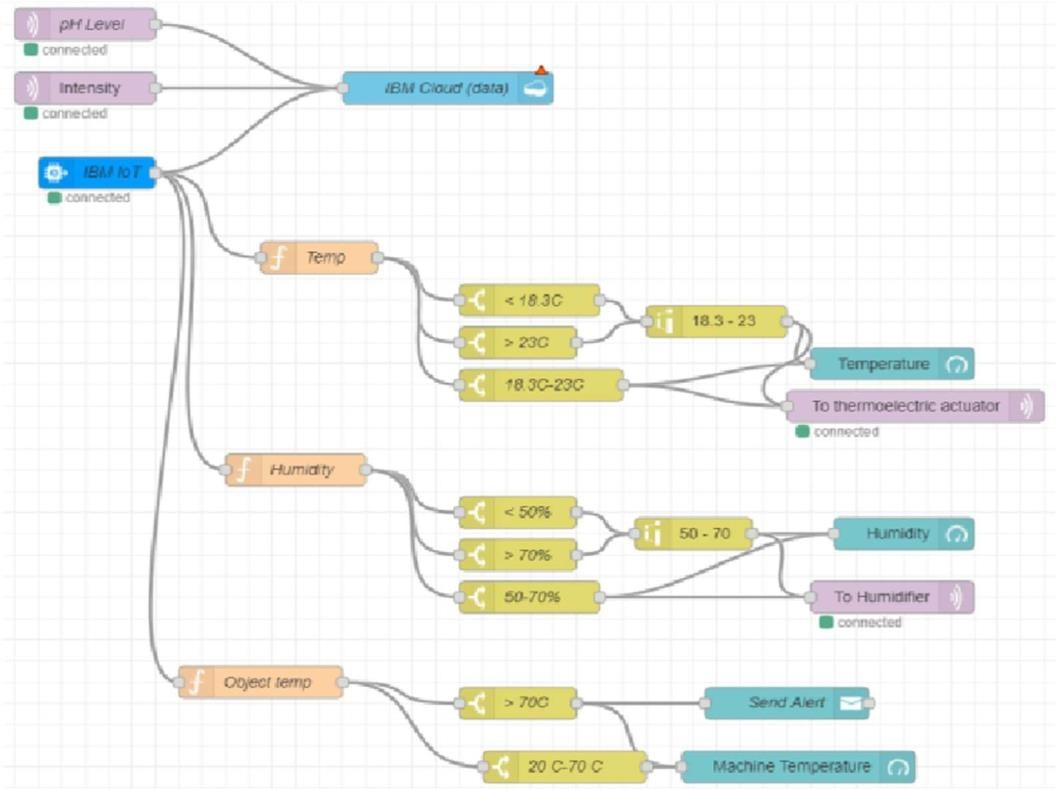 pH Level
connected
Intensity
connected
IBM Cloud (data)
IBM IoT
connected
Temp
< 18.3C
18.3 - 23
> 23C
Temperature
18.3C-23C
To thermoelectric actuator
connected
Humidity
< 50%
50 - 70
Humidity
> 70%
50-70%
To Humidifier
connected
Object temp
> 70C
Send Alert
20 C-70 C
Machine Temperature